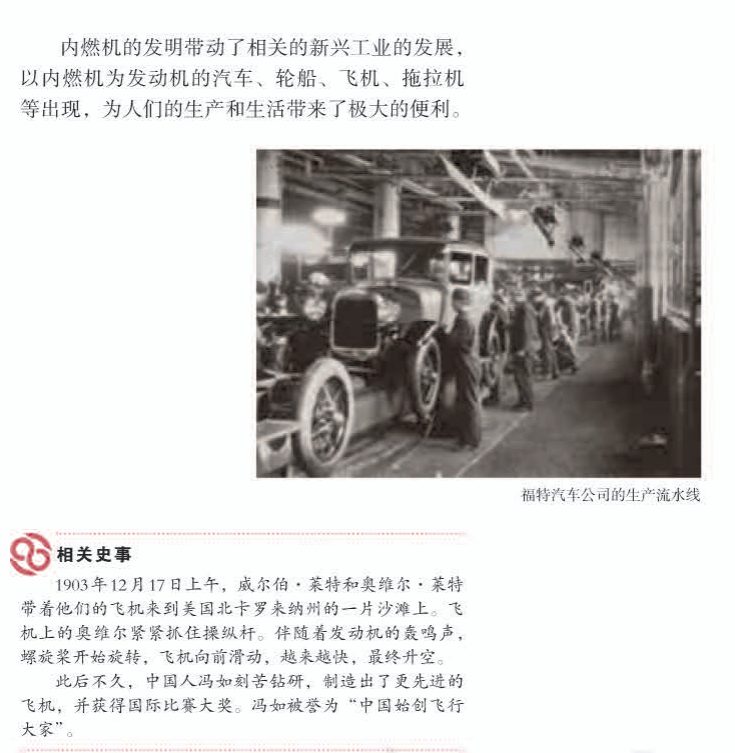 内燃机的发明带动了相关的新兴工业的发展，
以内燃机为发动机的汽车、轮船、飞机、拖拉机
等出现，为人们的生产和生活带来了极大的便利。
福特汽车公司的生产流水线
相关史事
1903年12月17日上午，威尔伯·莱特和奥维尔·莱特
带着他们的飞机来到美国北卡罗来纳州的一片沙滩上。飞
机上的奥维尔紧紧抓住操纵杆。伴随着发动机的轰鸣声，
螺旋桨开始旋转，飞机向前滑动，越来越快，最终升空。
此后不久，中国人冯如刻苦钻研，制造出了更先进的
飞机，并获得国际比赛大奖。冯如被誉为“中国始创飞行
大家”。